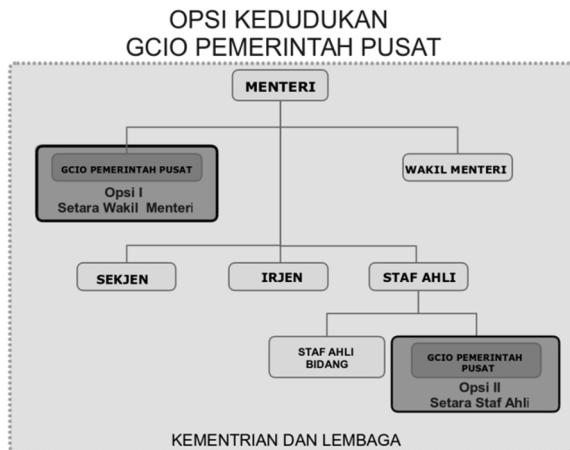 OPSI KEDUDUKAN
GCIO PEMERINTAH PUSAT
MENTERI
GCIO PEMERINTAH PUSAT
Opsi I
Setara Wakil Menteri
WAKIL MENTERI
SEKJEN
IRJEN
STAF AHLI
STAF AHLI
BIDANG
GCIO PEMERINTAH
PUSAT
Opsi II
Setara Staf Ahli
KEMENTRIAN DAN LEMBAGA